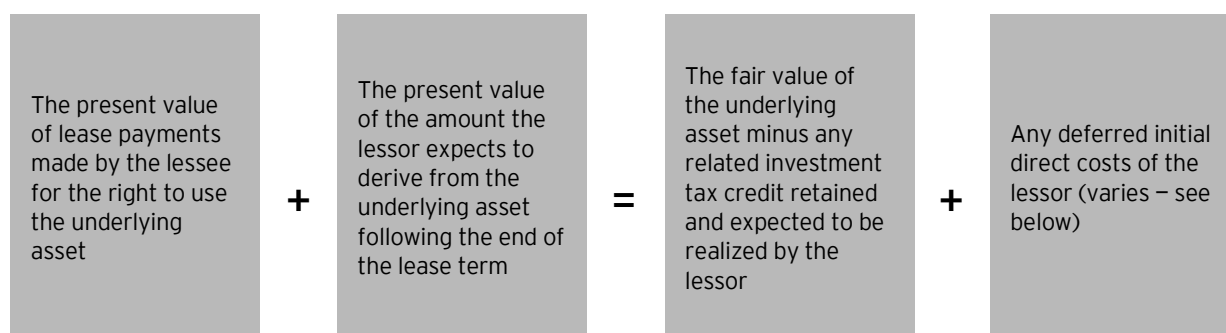 The present value
of lease payments
made by the lessee
for the right to use
the underlying
asset
+
The present value
of the amount the
lessor expects to
derive from the
underlying asset
following the end of
the lease term
=
The fair value of
the underlying
asset minus any
related investment
tax credit retained
and expected to be
realized by the
lessor
+
Any deferred initial
direct costs of the
lessor (varies – see
below)